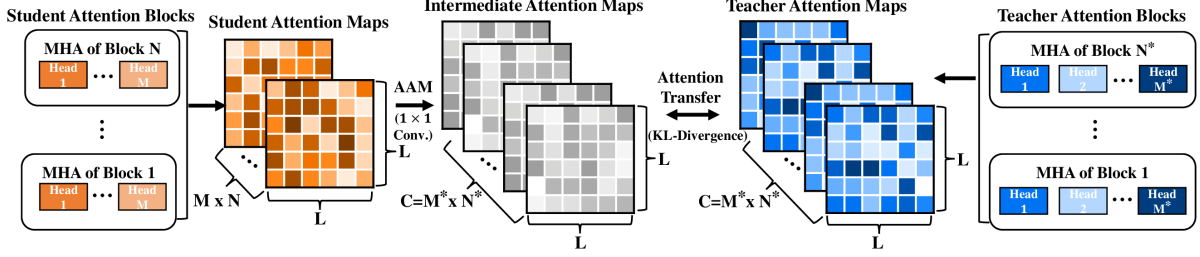 Student Attention Blocks
MHA of Block N
Head 1 ••• Head M
⋮
MHA of Block 1
Head 1 ••• Head M
Student Attention Maps
M x N
L
L
AAM
(1 × 1
Conv.)
Intermediate Attention Maps
C=M* x N*
L
L
Attention
Transfer
(KL-Divergence)
Teacher Attention Maps
C=M* x N*
L
L
Teacher Attention Blocks
MHA of Block N*
Head 1 Head 2 ••• Head M*
⋮
MHA of Block 1
Head 1 Head 2 ••• Head M*